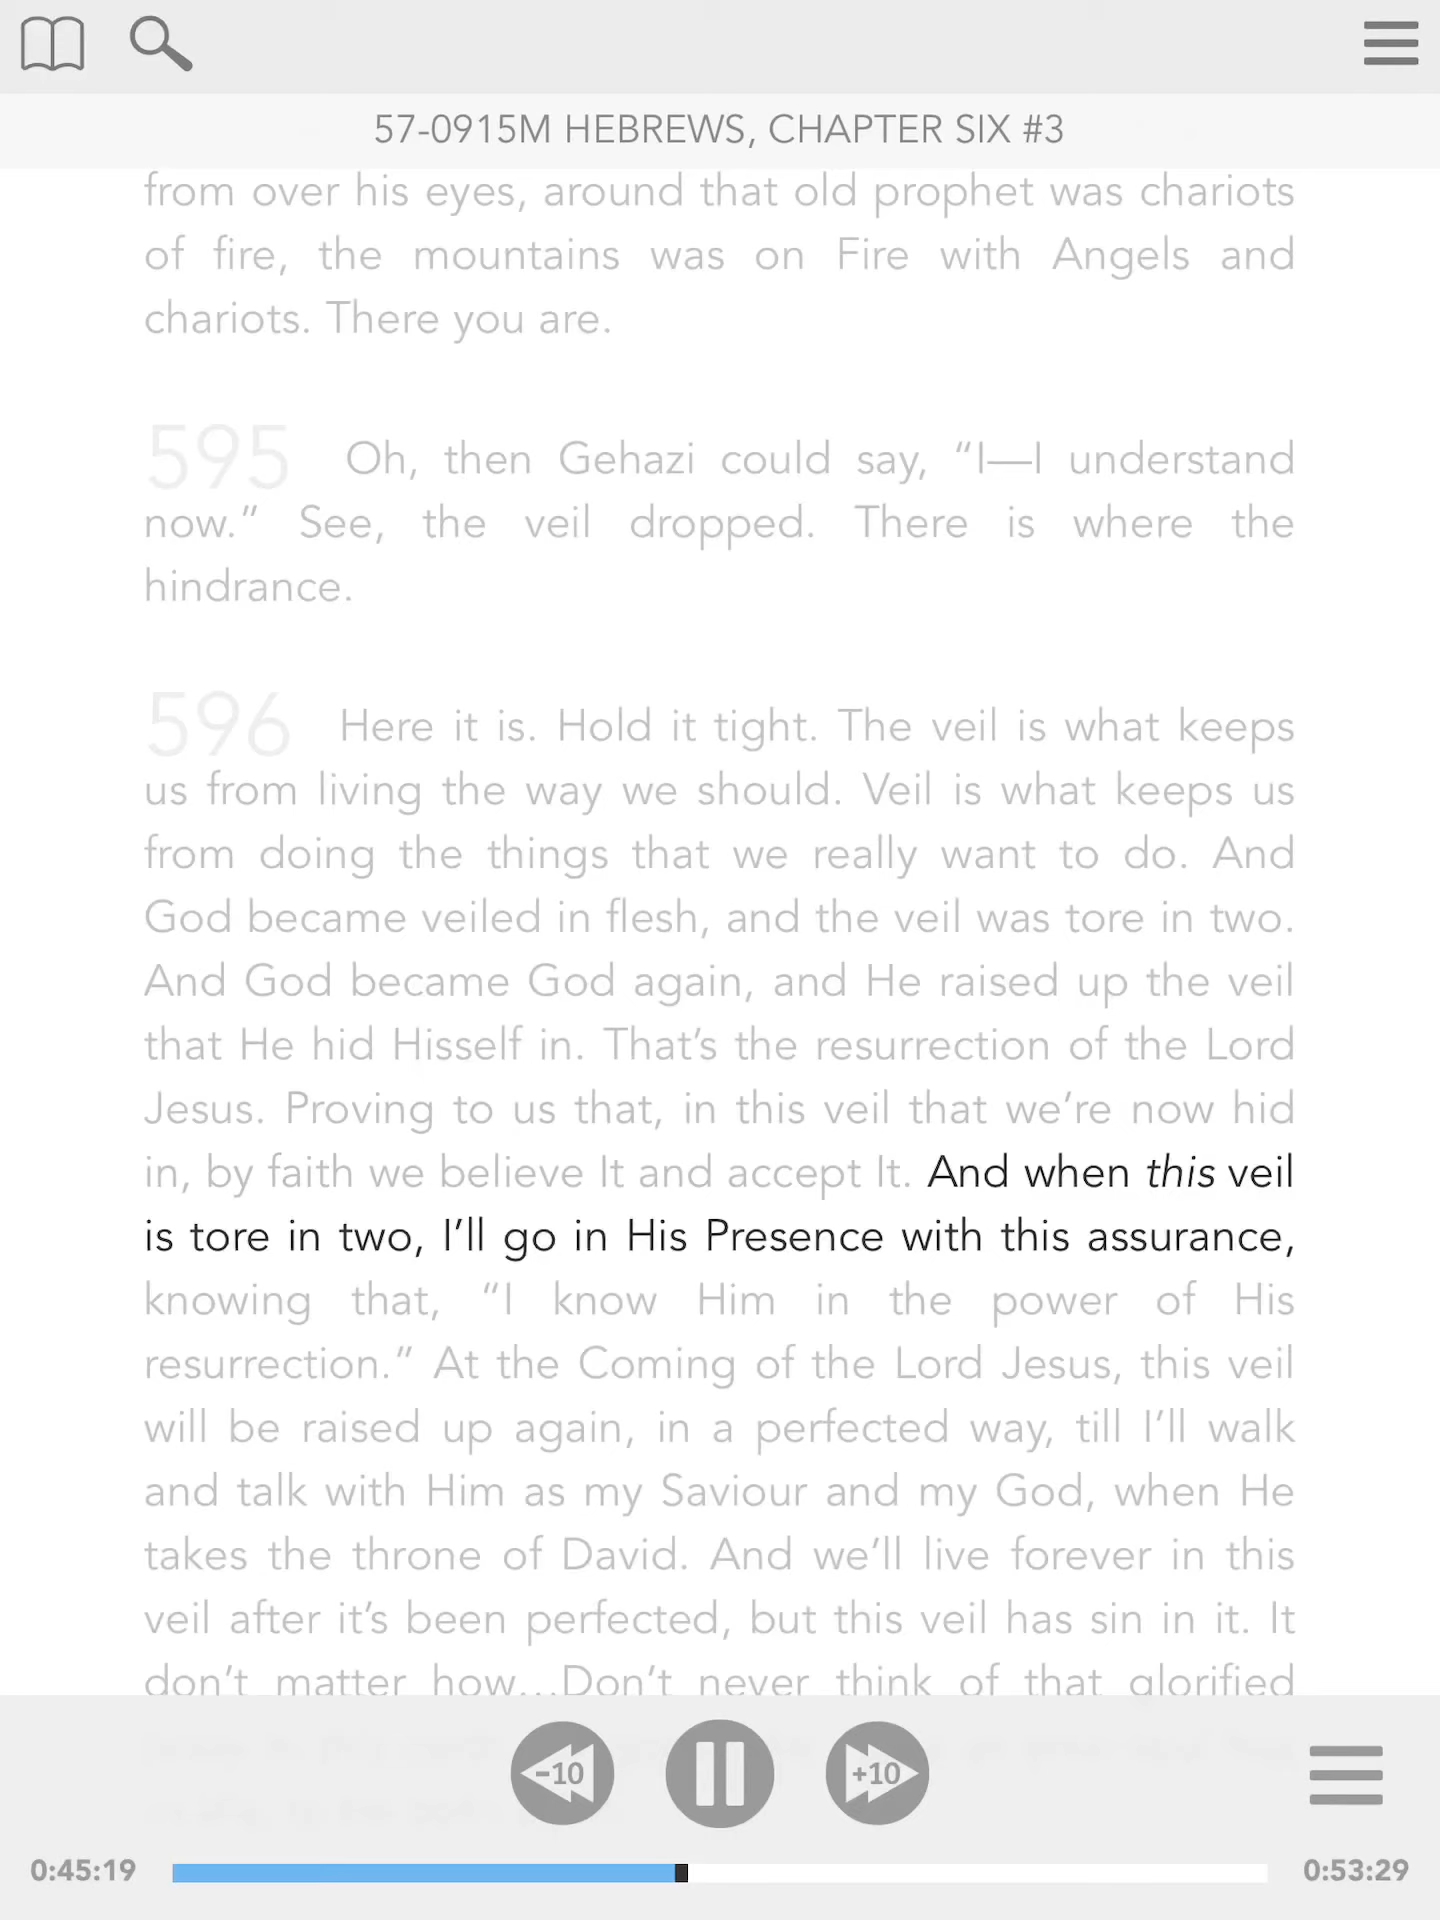 57-0915M HEBREWS, CHAPTER SIX #3
from over his eyes, around that old prophet was chariots
of fire, the mountains was on Fire with Angels and
chariots. There you are.
595 Oh, then Gehazi could say, “I—I understand
now.” See, the veil dropped. There is where the
hindrance.
596 Here it is. Hold it tight. The veil is what keeps
us from living the way we should. Veil is what keeps us
from doing the things that we really want to do. And
God became veiled in flesh, and the veil was tore in two.
And God became God again, and He raised up the veil
that He hid Hisself in. That’s the resurrection of the Lord
Jesus. Proving to us that, in this veil that we’re now hid
in, by faith we believe It and accept It. And when this veil
is tore in two, I’ll go in His Presence with this assurance,
knowing that, “I know Him in the power of His
resurrection.” At the Coming of the Lord Jesus, this veil
will be raised up again, in a perfected way, till I’ll walk
and talk with Him as my Saviour and my God, when He
takes the throne of David. And we’ll live forever in this
veil after it’s been perfected, but this veil has sin in it. It
don’t matter how...Don’t never think of that glorified
-10 +10
0:45:19 0:53:29